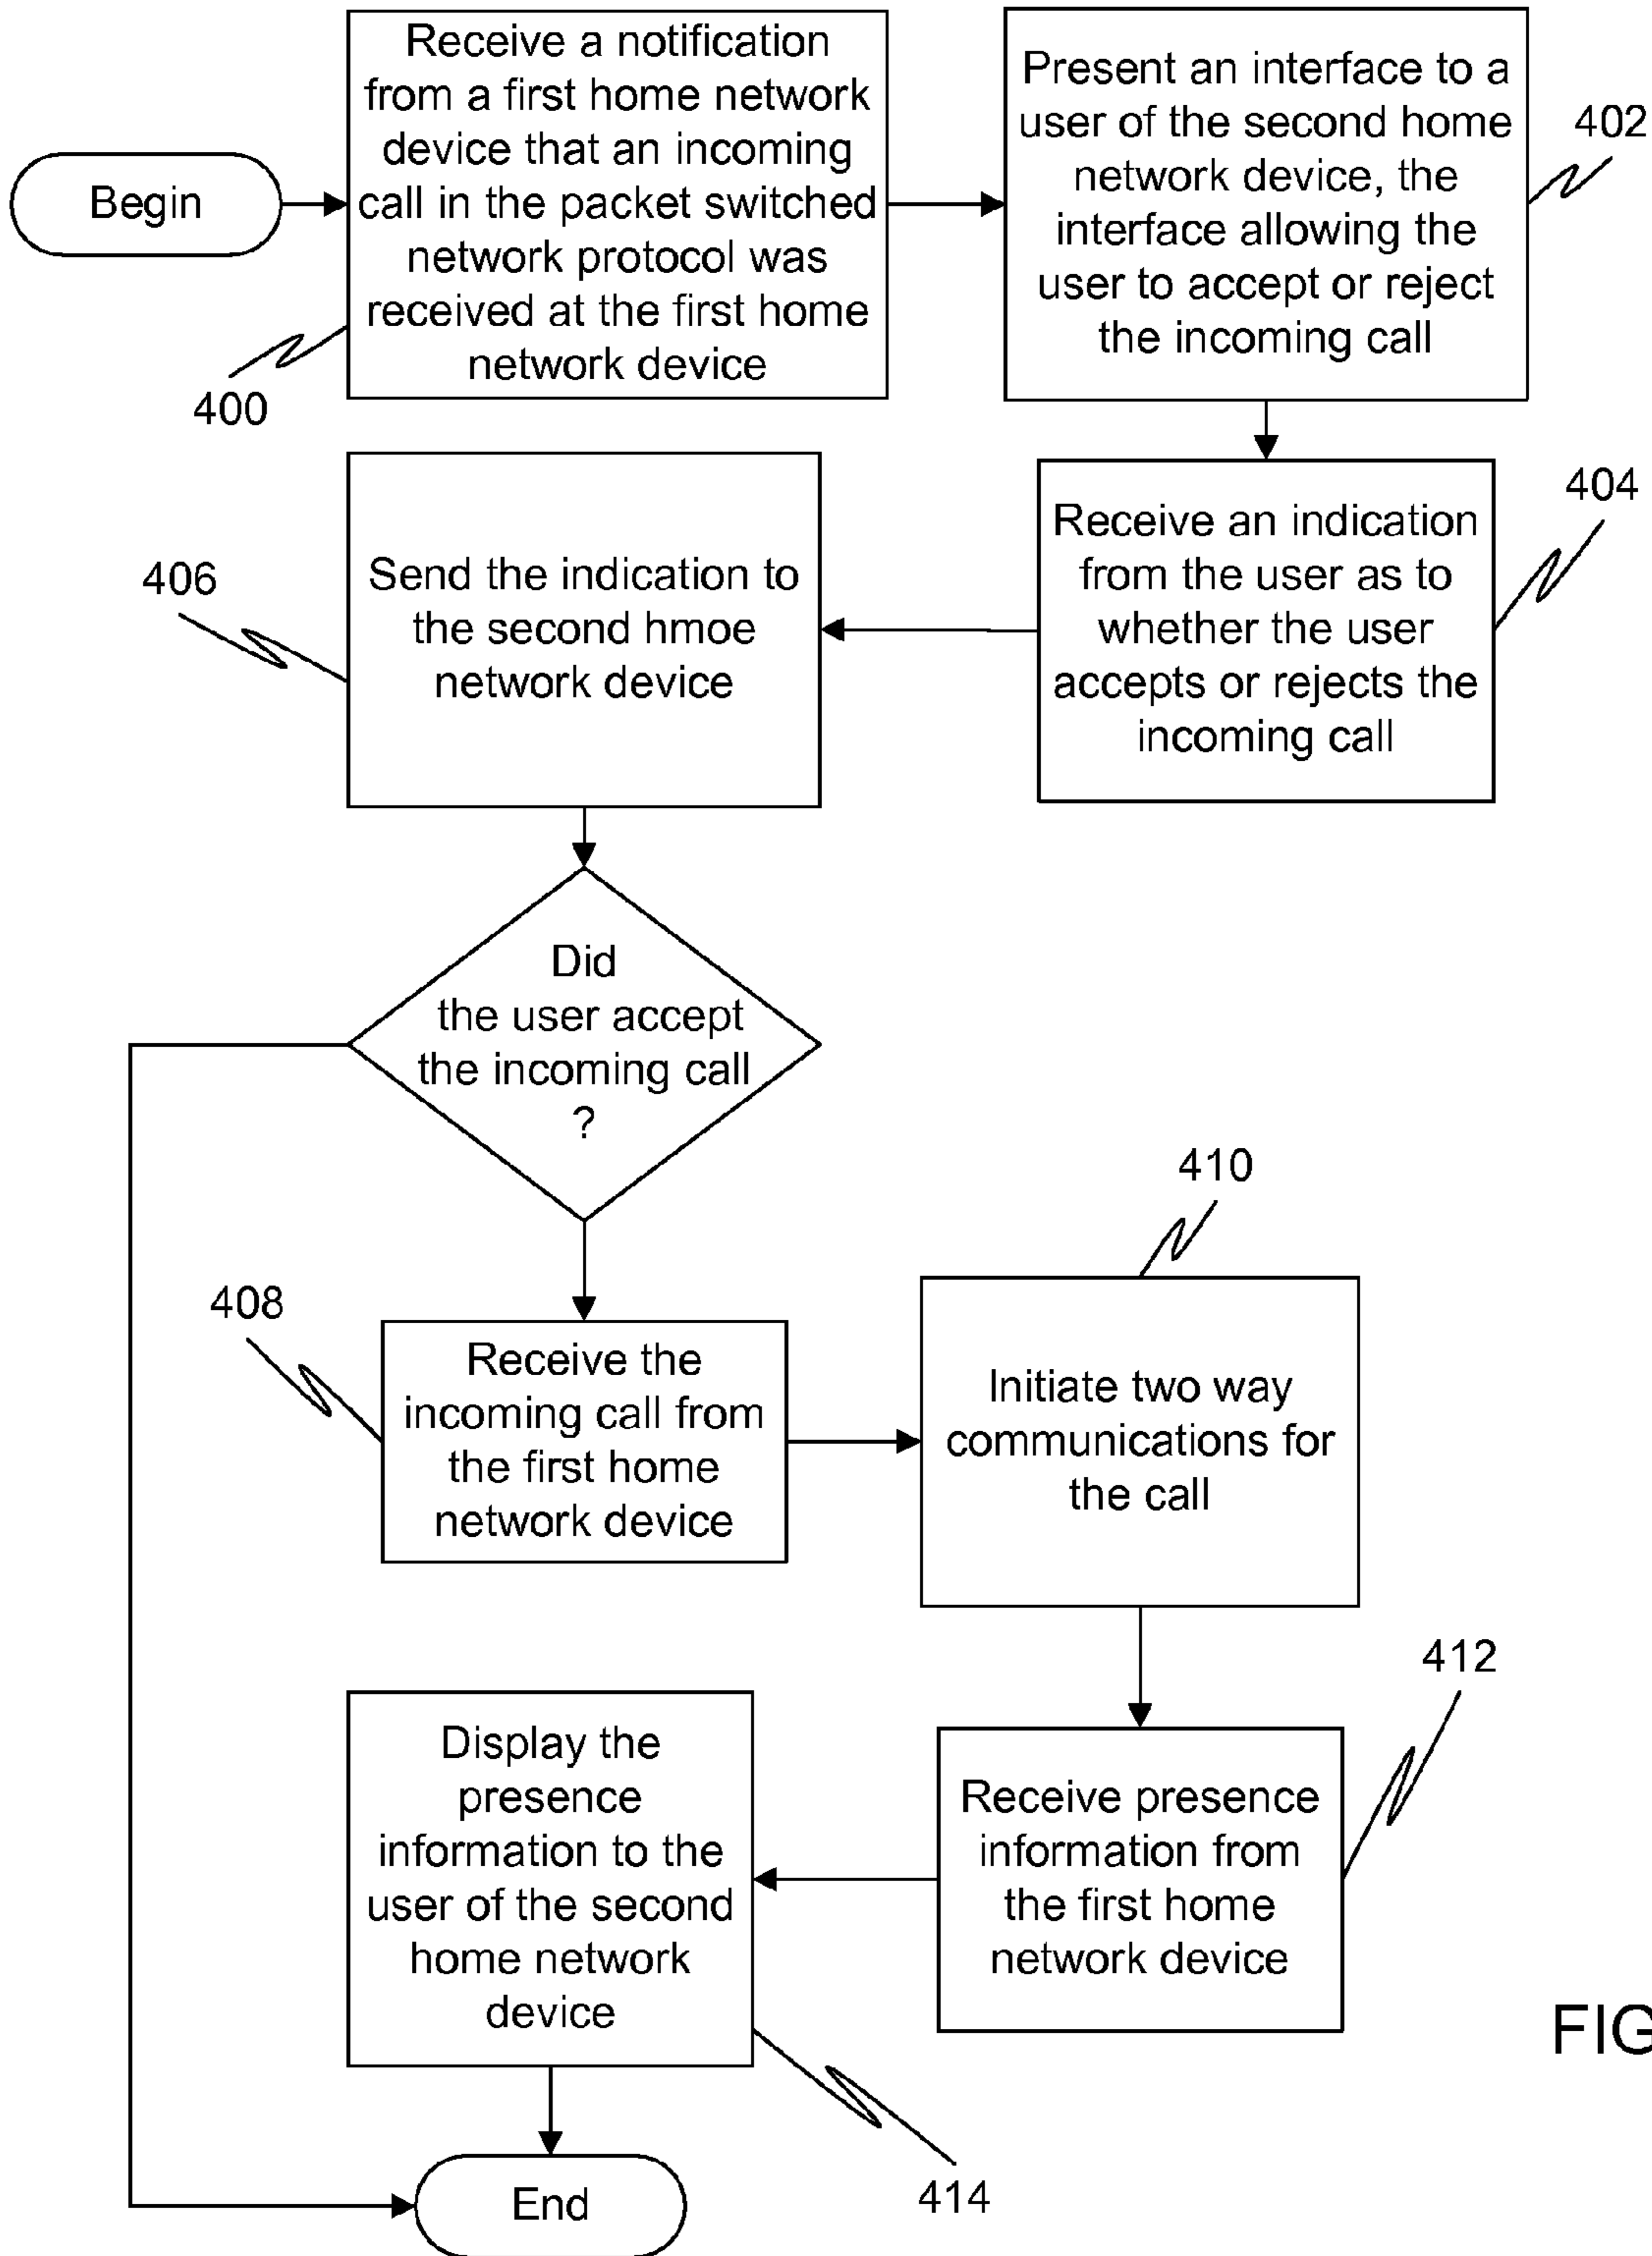 Begin
Receive a notification
from a first home network
device that an incoming
call in the packet switched
network protocol was
received at the first home
network device
400
Present an interface to a
user of the second home
network device, the
interface allowing the
user to accept or reject
the incoming call
402
Receive an indication
from the user as to
whether the user
accepts or rejects the
incoming call
404
Send the indication to
the second hmoe
network device
406
Did
the user accept
the incoming call
?
Receive the
incoming call from
the first home
network device
408
Initiate two way
communications for
the call
410
Receive presence
information from
the first home
network device
412
Display the
presence
information to the
user of the second
home network
device
414
End
FIG